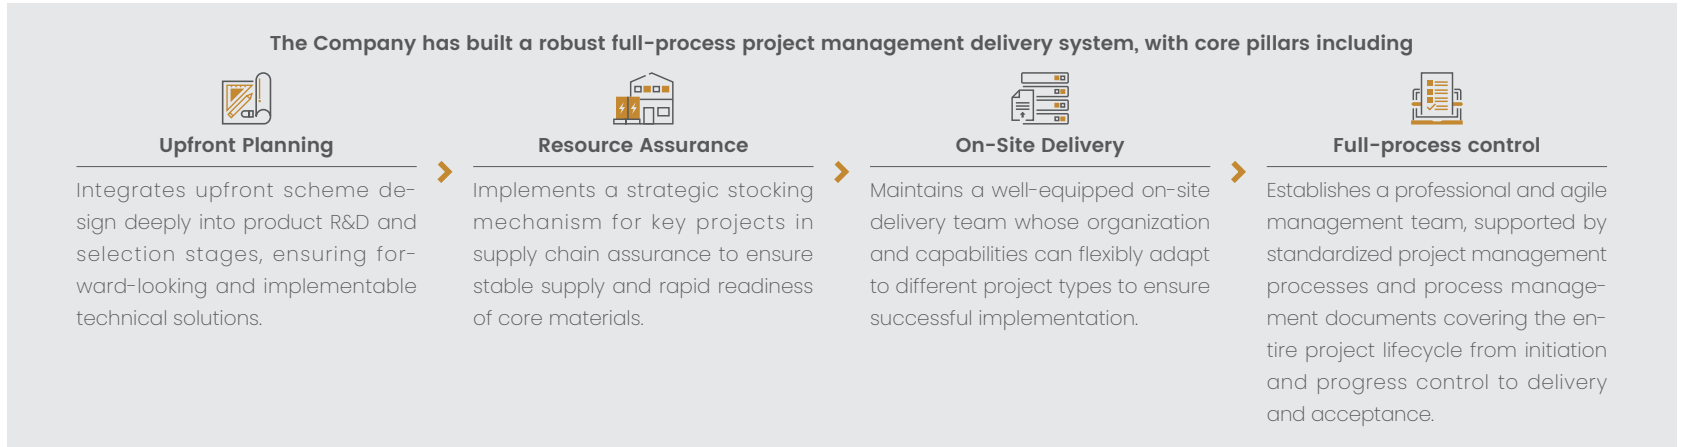 The Company has built a robust full-process project management delivery system, with core pillars including
Upfront Planning
Integrates upfront scheme de-
sign deeply into product R&D and
selection stages, ensuring for-
ward-looking and implementable
technical solutions.
Resource Assurance
Implements a strategic stocking
mechanism for key projects in
supply chain assurance to ensure
stable supply and rapid readiness
of core materials.
On-Site Delivery
Maintains a well-equipped on-site
delivery team whose organization
and capabilities can flexibly adapt
to different project types to ensure
successful implementation.
Full-process control
Establishes a professional and agile
management team, supported by
standardized project management
processes and process manage-
ment documents covering the en-
tire project lifecycle from initiation
and progress control to delivery
and acceptance.